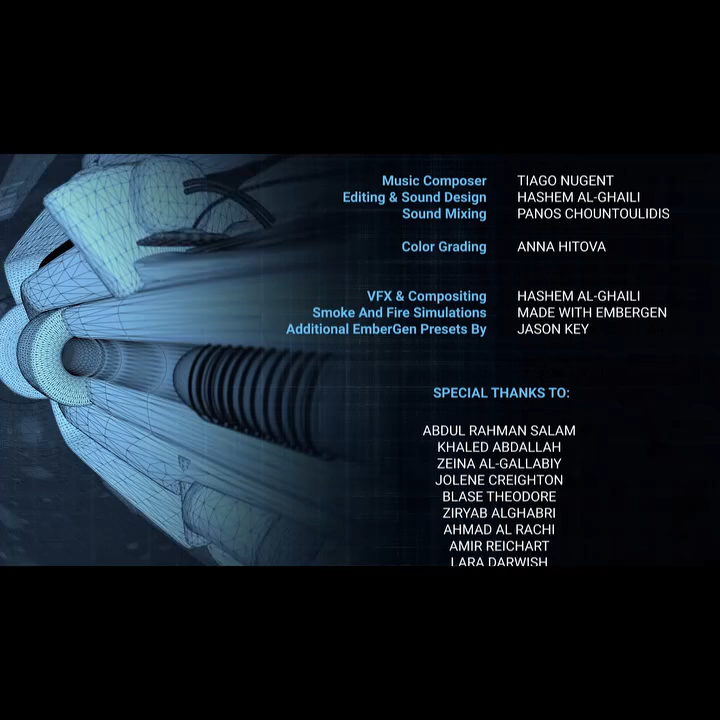 Music Composer TIAGO NUGENT
Editing & Sound Design HASHEM AL-GHAILI
Sound Mixing PANOS CHOUNTOULIDIS
Color Grading ANNA HITOVA
VFX & Compositing HASHEM AL-GHAILI
Smoke And Fire Simulations MADE WITH EMBERGEN
Additional EmberGen Presets By JASON KEY
SPECIAL THANKS TO:
ABDUL RAHMAN SALAM
KHALED ABDALLAH
ZEINA AL-GALLABIY
JOLENE CREIGHTON
BLASE THEODORE
ZIRYAB ALGHABRI
AHMAD AL RACHI
AMIR REICHART
LARA DARWISH